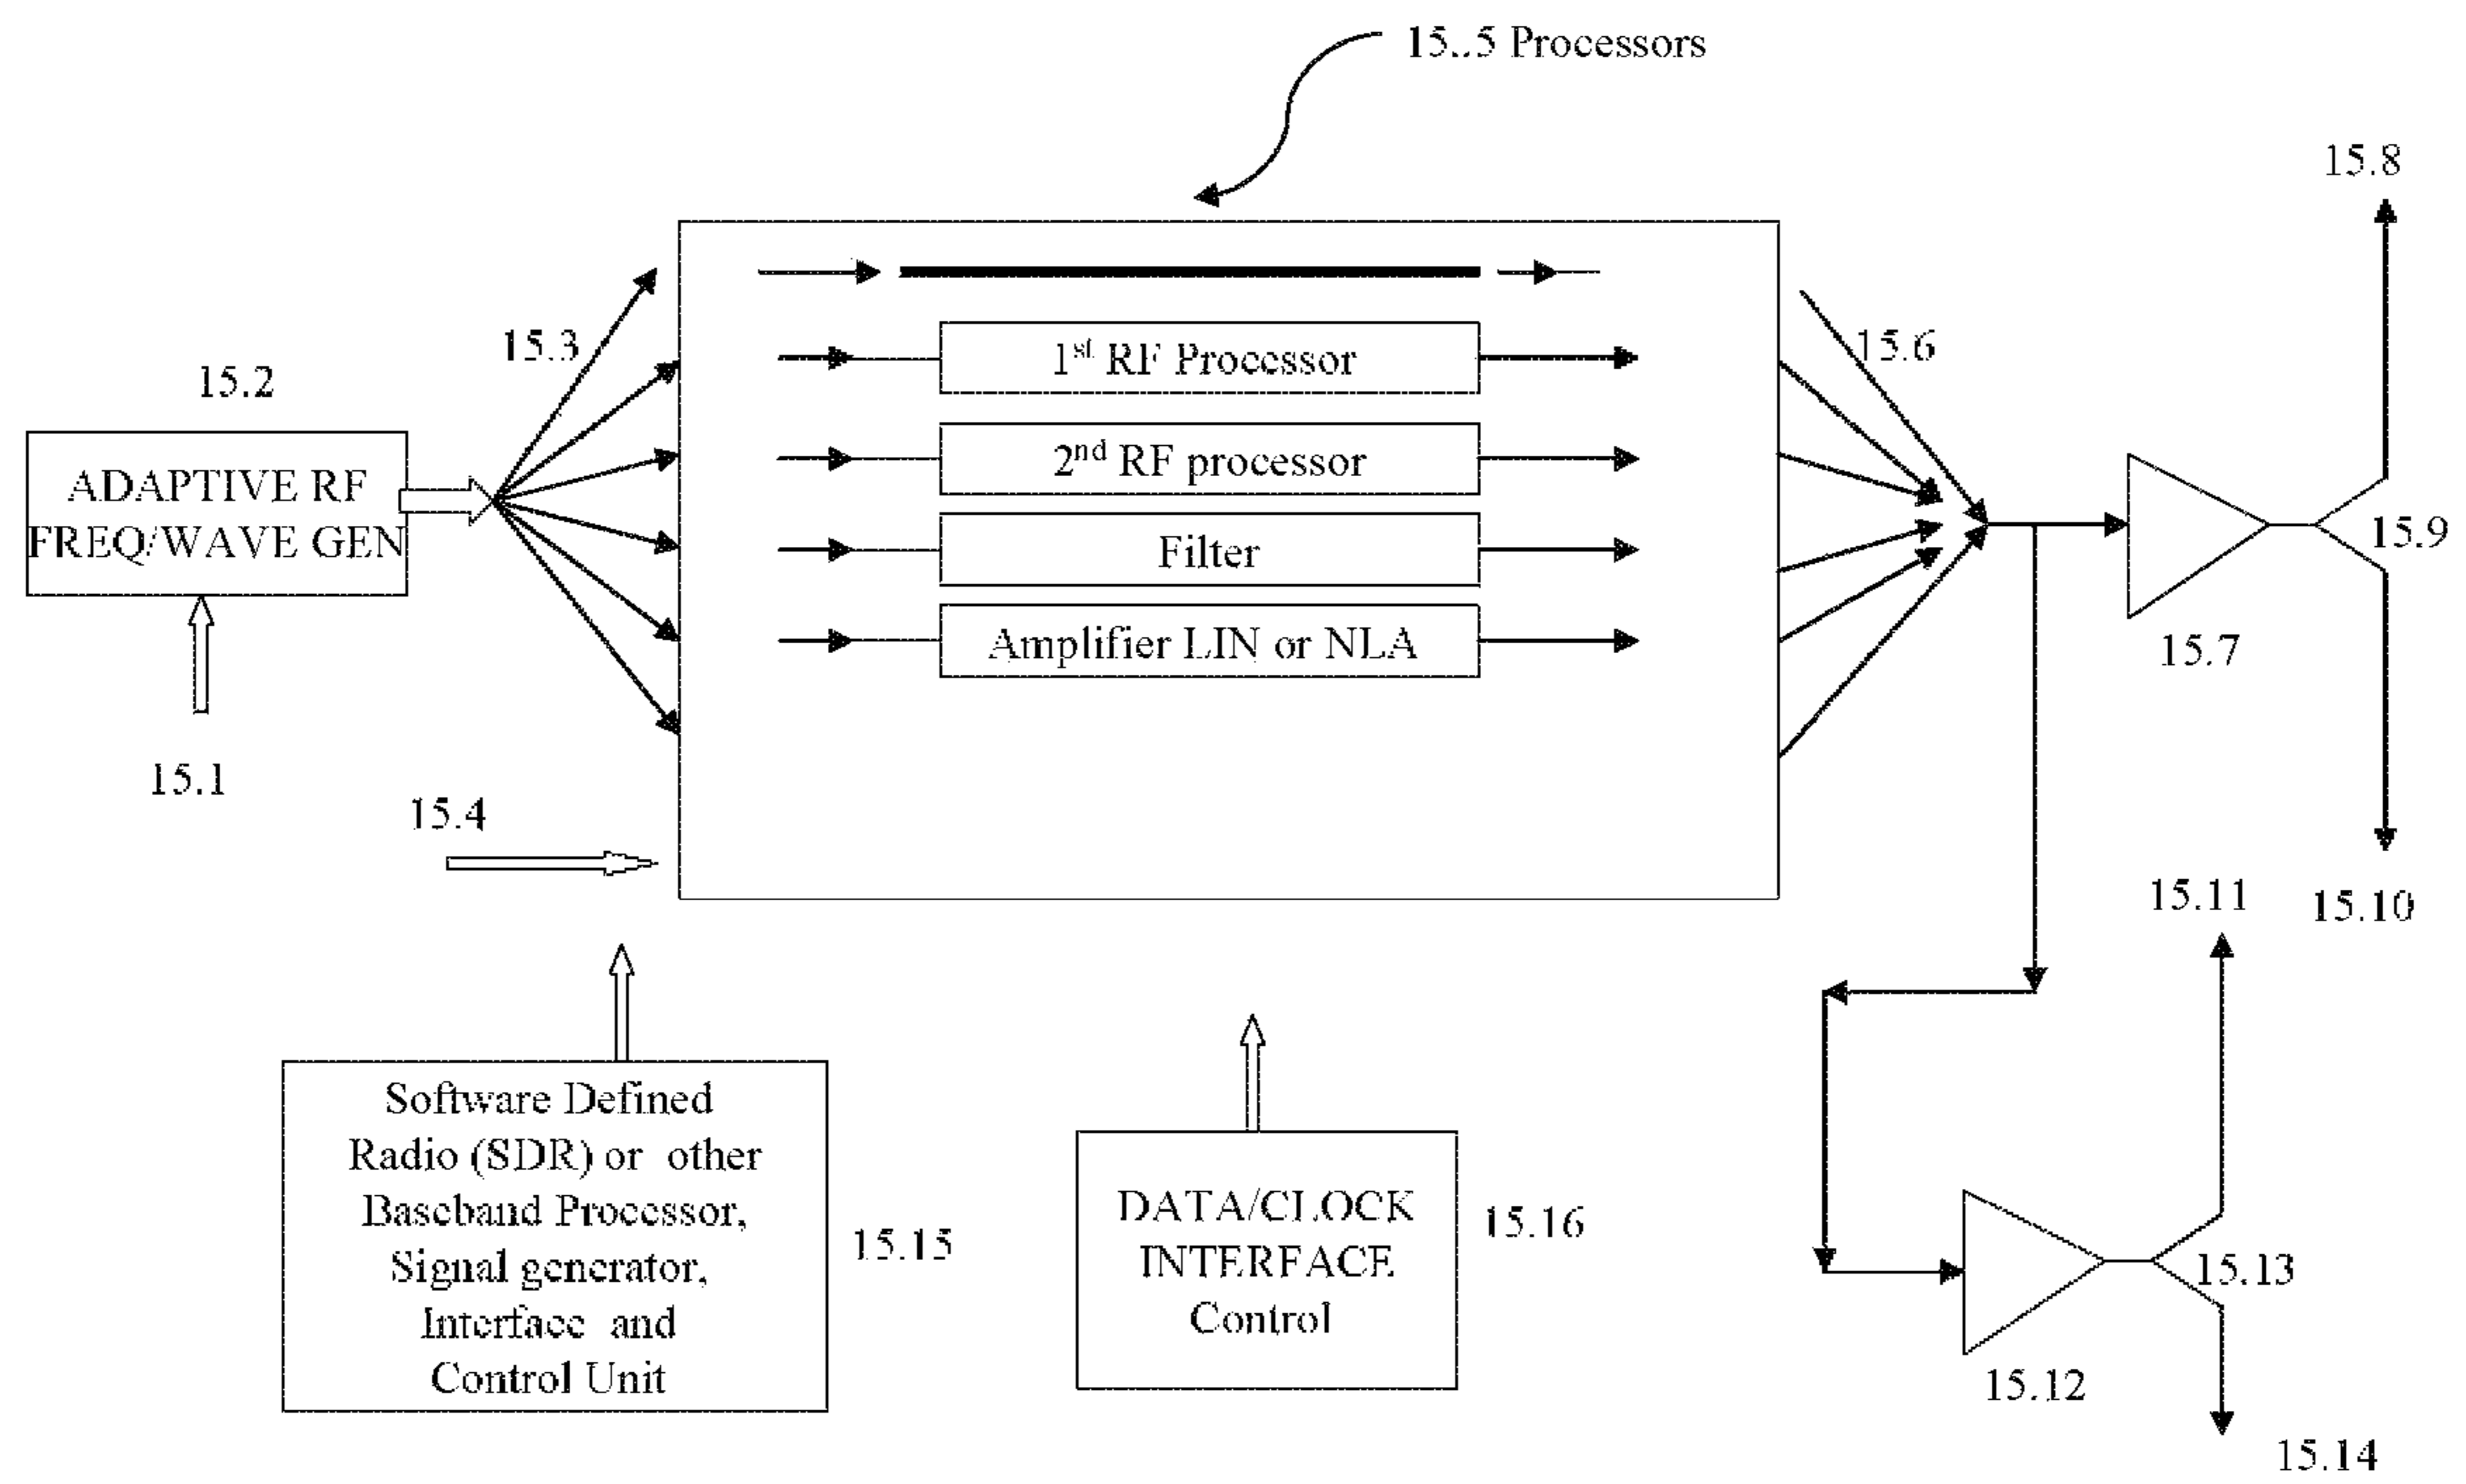 15..5 Processors
15.8
15.3
15.6
1st RF Processor
15.2
2nd RF processor
ADAPTIVE RF
FREQ/WAVE GEN
15.9
Filter
Amplifier LIN or NLA
15.7
15.1
15.4
15.11
15.10
Software Defined
Radio (SDR) or other
Baseband Processor,
Signal generator,
Interface and
Control Unit
15.15
DATA/CLOCK
INTERFACE
Control
15.16
15.13
15.12
15.14